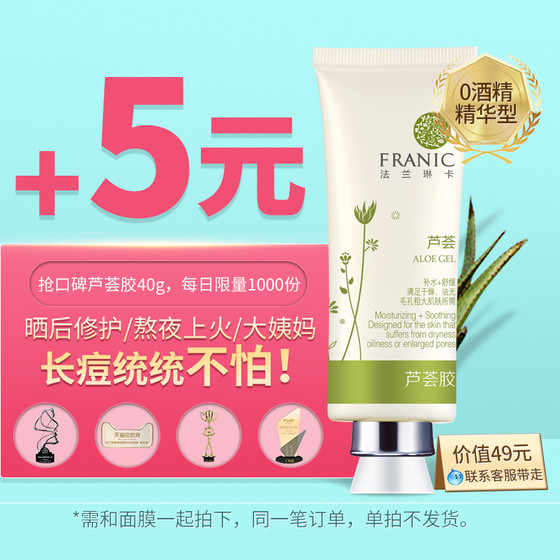 +5元
0酒精
精华型
FRANIC
法兰琳卡
芦荟
ALOE GEL
补水+舒缓
满足干燥、油光
毛孔粗大肌肤所需
Moisturizing + Soothing
Designed for the skin that
suffers from dryness
oiliness or enlarged pores
芦荟胶
抢口碑芦荟胶40g,每日限量1000份
晒后修护/熬夜上火/大姨妈
长痘统统不怕!
价值49元
联系客服带走
*需和面膜一起拍下,同一笔订单,单拍不发货。